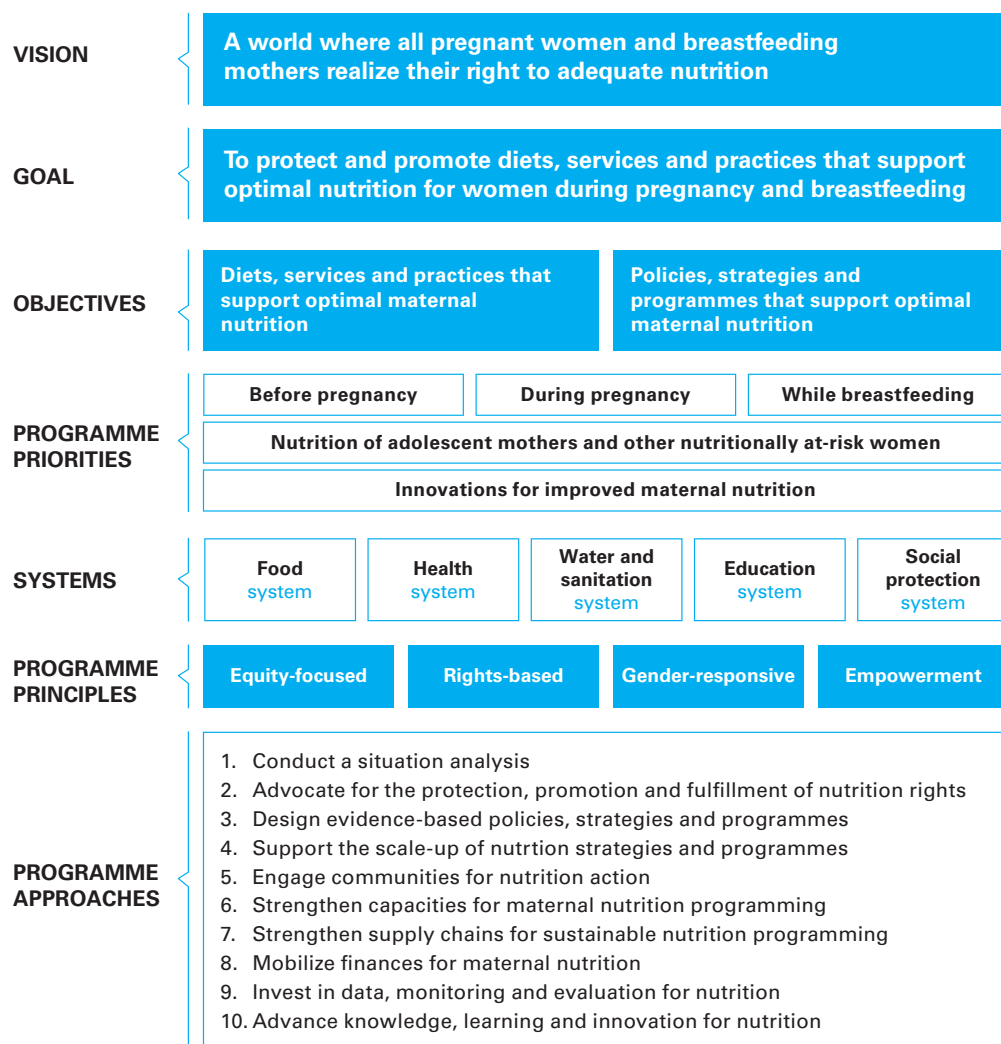 VISION
A world where all pregnant women and breastfeeding
mothers realize their right to adequate nutrition
GOAL
To protect and promote diets, services and practices that support
optimal nutrition for women during pregnancy and breastfeeding
OBJECTIVES
Diets, services and practices that
support optimal maternal
nutrition
Policies, strategies and
programmes that support optimal
maternal nutrition
PROGRAMME
PRIORITIES
Before pregnancy
During pregnancy
While breastfeeding
Nutrition of adolescent mothers and other nutritionally at-risk women
Innovations for improved maternal nutrition
SYSTEMS
Food
system
Health
system
Water and
sanitation
system
Education
system
Social
protection
system
PROGRAMME
PRINCIPLES
Equity-focused
Rights-based
Gender-responsive
Empowerment
PROGRAMME
APPROACHES
1. Conduct a situation analysis
2. Advocate for the protection, promotion and fulfillment of nutrition rights
3. Design evidence-based policies, strategies and programmes
4. Support the scale-up of nutrtion strategies and programmes
5. Engage communities for nutrition action
6. Strengthen capacities for maternal nutrition programming
7. Strengthen supply chains for sustainable nutrition programming
8. Mobilize finances for maternal nutrition
9. Invest in data, monitoring and evaluation for nutrition
10. Advance knowledge, learning and innovation for nutrition